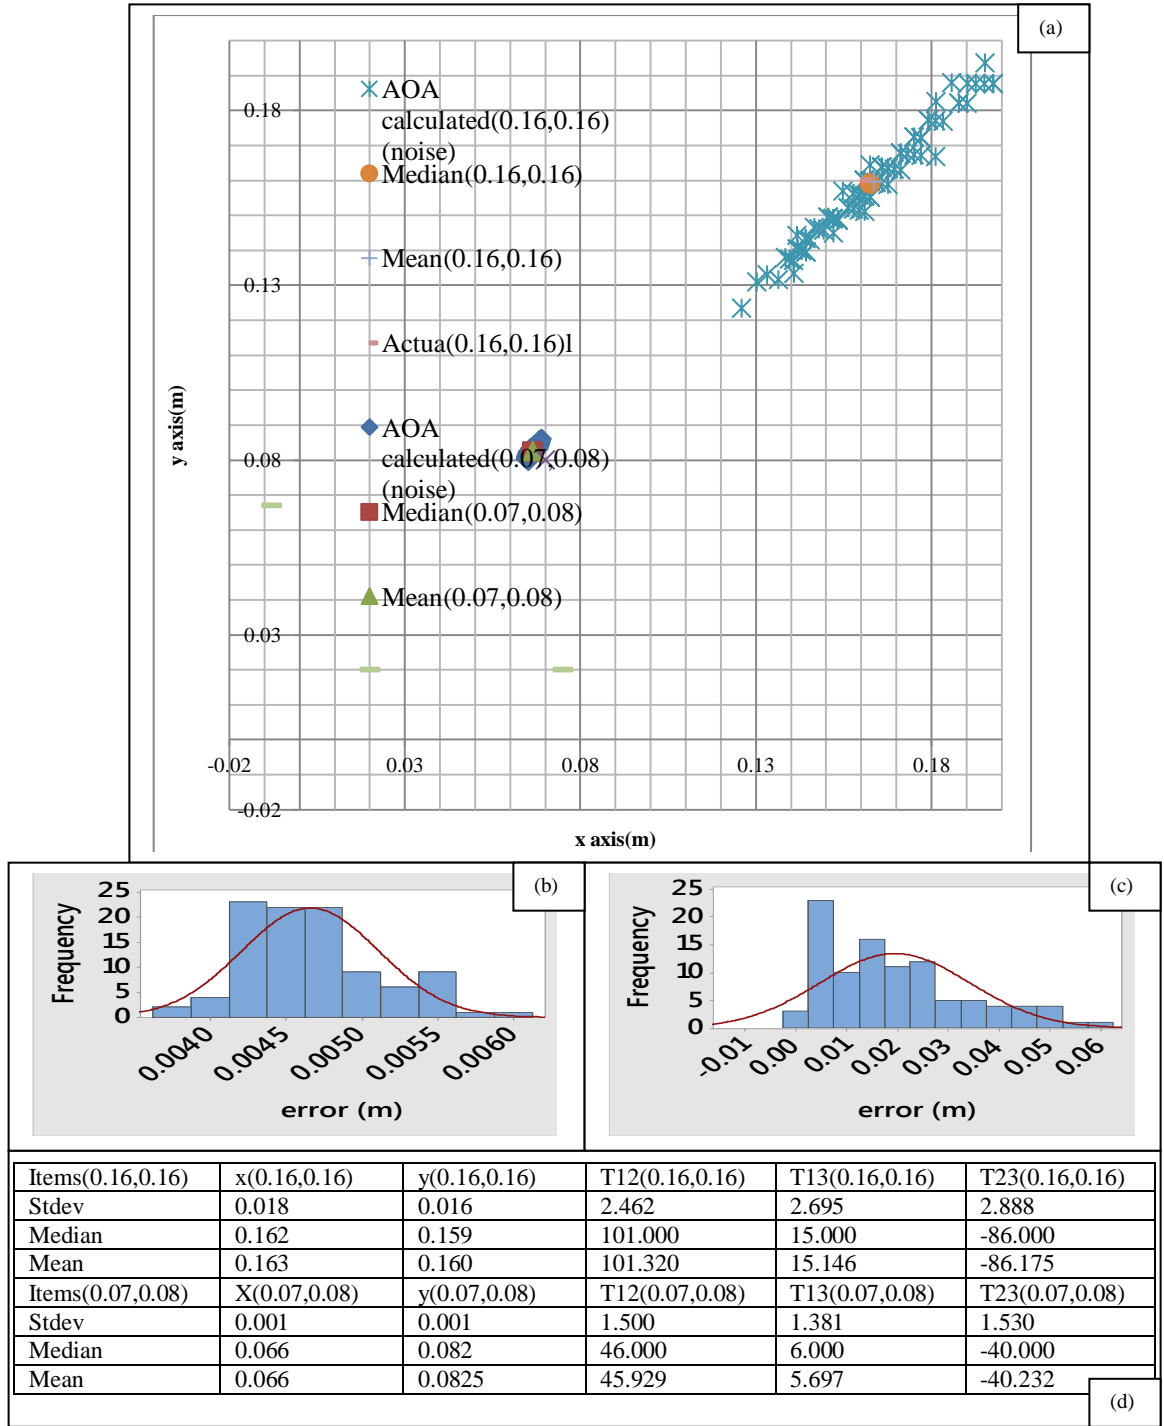 (a)
AOA
calculated(0.16,0.16)
(noise)
Median(0.16,0.16)
Mean(0.16,0.16)
Actua(0.16,0.16)l
AOA
calculated(0.07,0.08)
(noise)
Median(0.07,0.08)
Mean(0.07,0.08)
0.18
0.13
0.08
0.03
-0.02
y axis(m)
-0.02 0.03 0.08 0.13 0.18
x axis(m)
(b)
Frequency
25
20
15
10
5
0
0.0040 0.0045 0.0050 0.0055 0.0060
error (m)
(c)
Frequency
25
20
15
10
5
0
-0.01 0.00 0.01 0.02 0.03 0.04 0.05 0.06
error (m)
Items(0.16,0.16) x(0.16,0.16) y(0.16,0.16) T12(0.16,0.16) T13(0.16,0.16) T23(0.16,0.16)
Stdev 0.018 0.016 2.462 2.695 2.888
Median 0.162 0.159 101.000 15.000 -86.000
Mean 0.163 0.160 101.320 15.146 -86.175
Items(0.07,0.08) X(0.07,0.08) y(0.07,0.08) T12(0.07,0.08) T13(0.07,0.08) T23(0.07,0.08)
Stdev 0.001 0.001 1.500 1.381 1.530
Median 0.066 0.082 46.000 6.000 -40.000
Mean 0.066 0.0825 45.929 5.697 -40.232
(d)